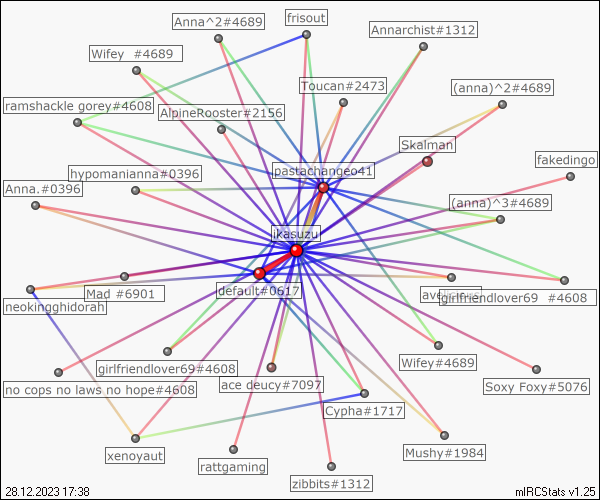 Anna^2#4689
frisout
Annarchist#1312
Wifey  #4689
Toucan#2473
(anna)^2#4689
ramshackle gorey#4608
AlpineRooster#2156
Skalman
fakedingo
hypomanianna#0396
pastachangeo41
Anna.#0396
(anna)^3#4689
ikasuzu
neokingghidorah
Mad #6901
default#0617
girlfriendlover69  #4608
girlfriendlover69#4608
Wifey#4689
no cops no laws no hope#4608
ace deucy#7097
Soxy Foxy#5076
Cypha#1717
xenoyaut
rattgaming
Mushy#1984
zibbits#1312
28.12.2023 17:38
mIRCStats v1.25